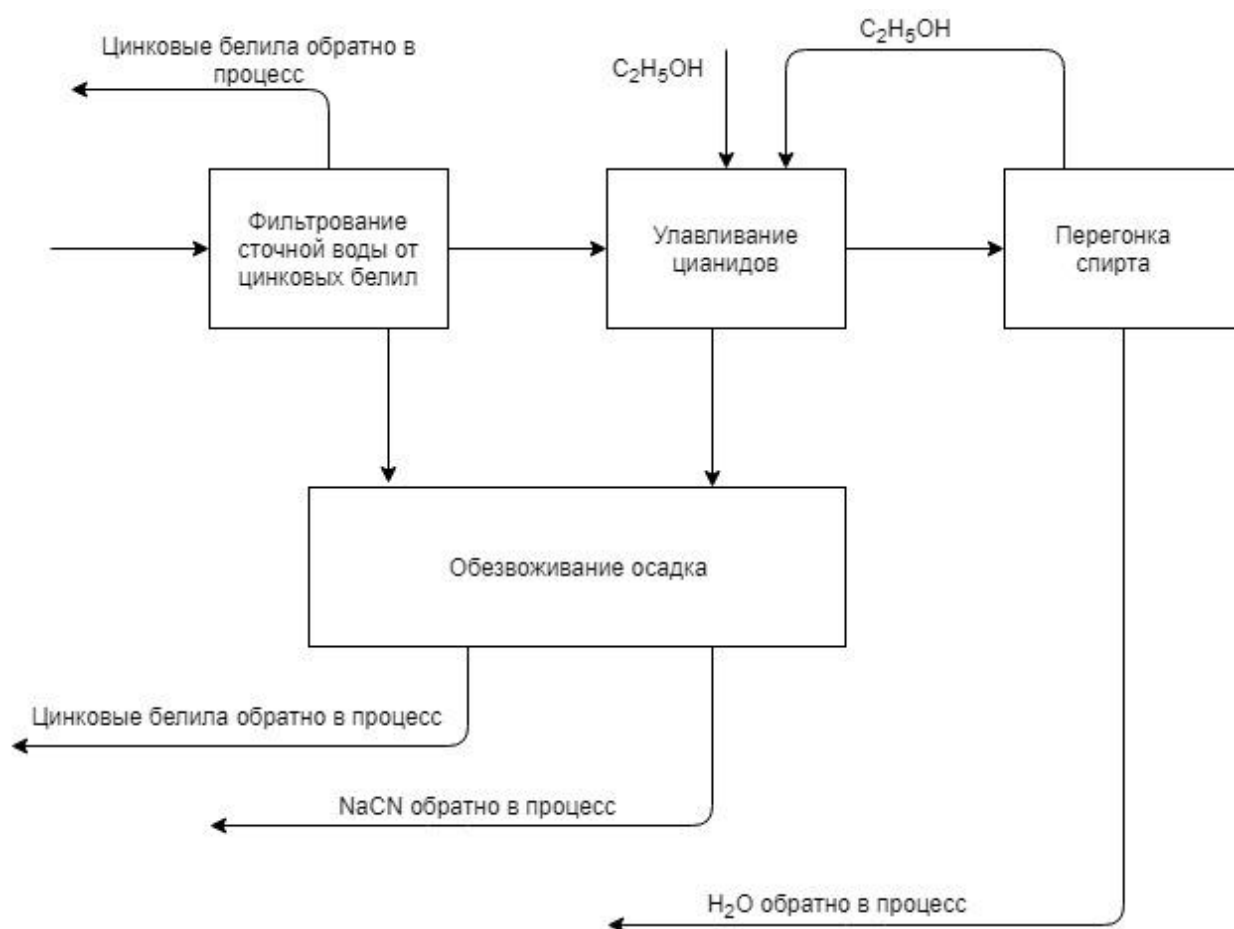 Цинковые белила обратно в
процесс
C₂H₅OH
C₂H₅OH
Фильтрование
сточной воды от
цинковых белил
Улавливание
цианидов
Перегонка
спирта
Обезвоживание осадка
Цинковые белила обратно в процесс
NaCN обратно в процесс
H₂O обратно в процесс